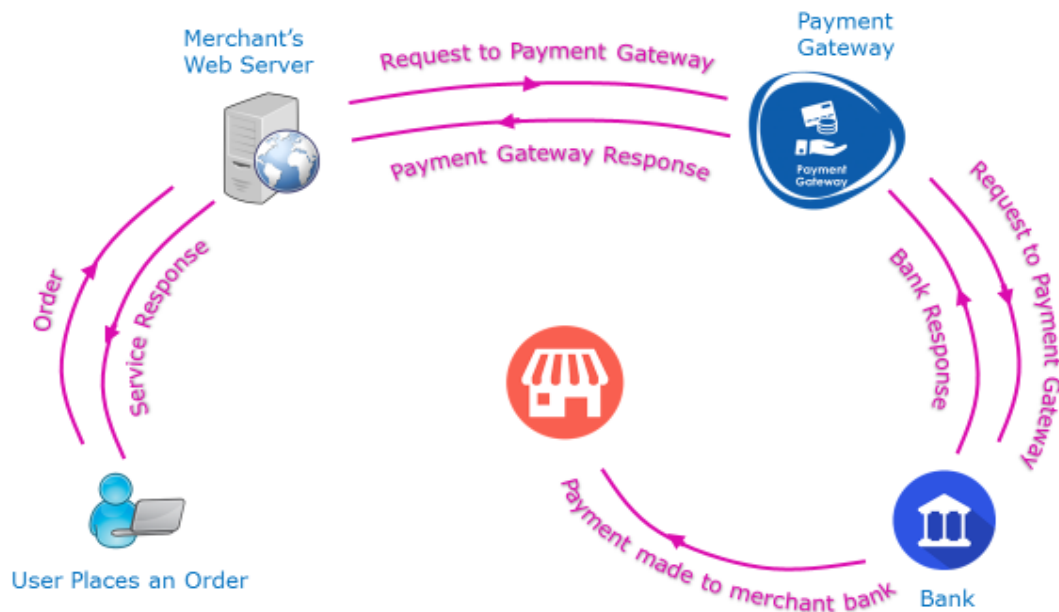 Merchant's
Web Server
Request to Payment Gateway
Payment
Gateway
Payment Gateway Response
Payment
Gateway
Order
Service Response
Bank Response
Request to Payment Gateway
User Places an Order
Payment made to merchant bank
Bank